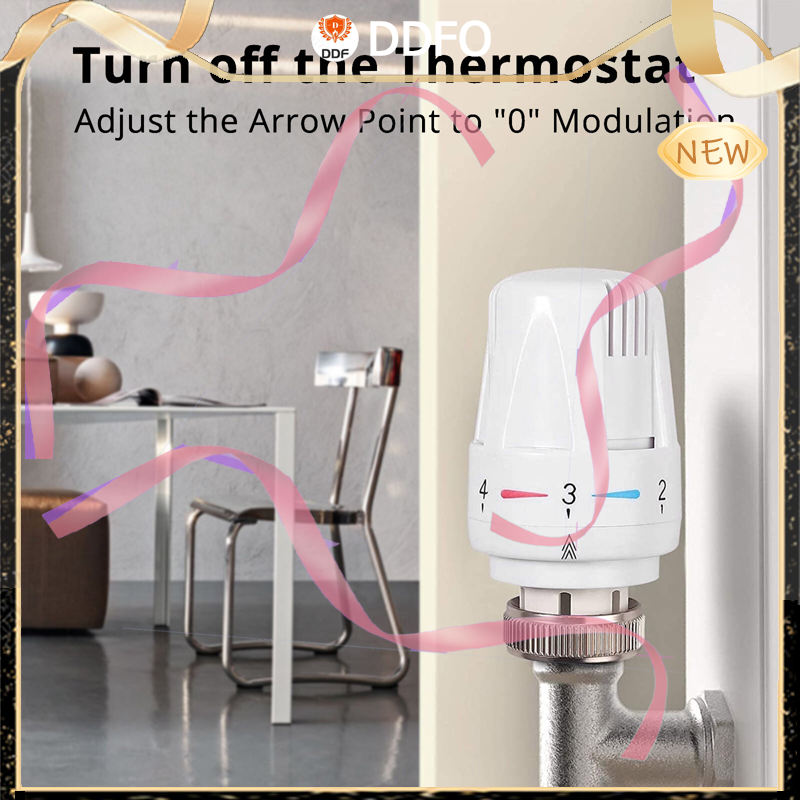 DDF
DDFO
Turn off the Thermostat
Adjust the Arrow Point to "0" Modulation
NEW
4 3 2